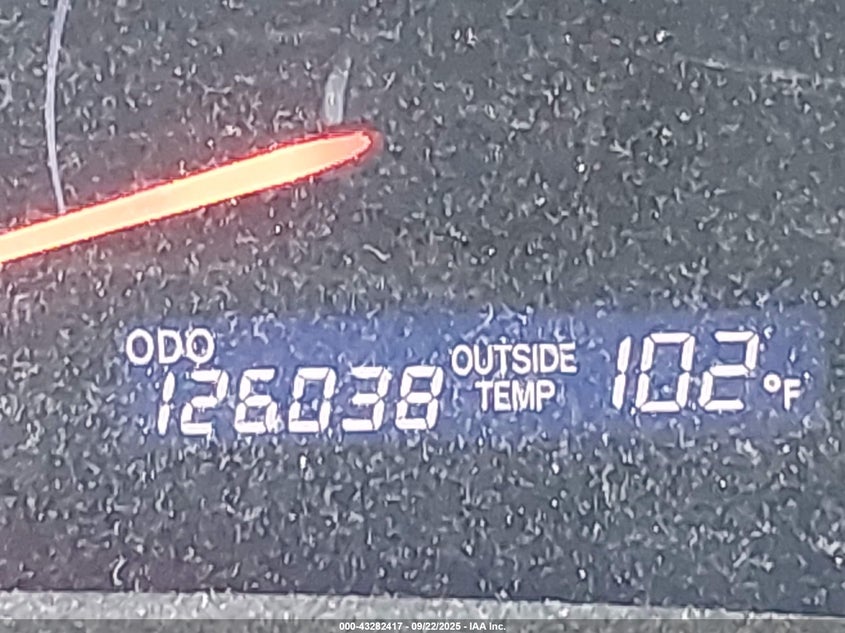 ODO
126038
OUTSIDE
TEMP
102°F
000-43282417 - 09/22/2025 - IAA Inc.